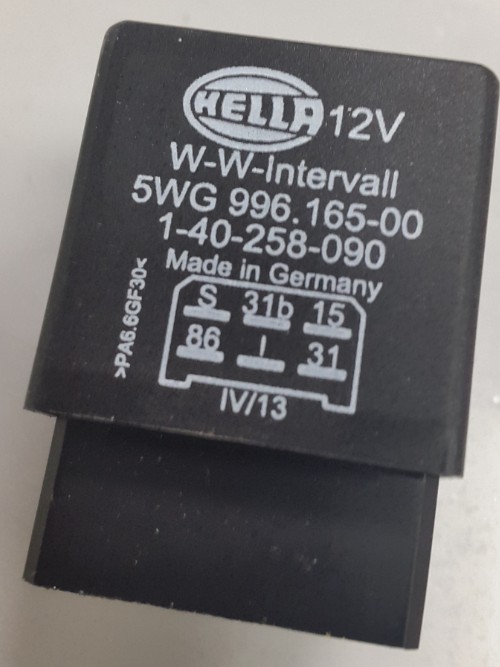 HELLA 12V
W-W-Intervall
5WG 996.165-00
1-40-258-090
Made in Germany
>PA6.6GF30<
S 31b 15
86 I 31
IV/13